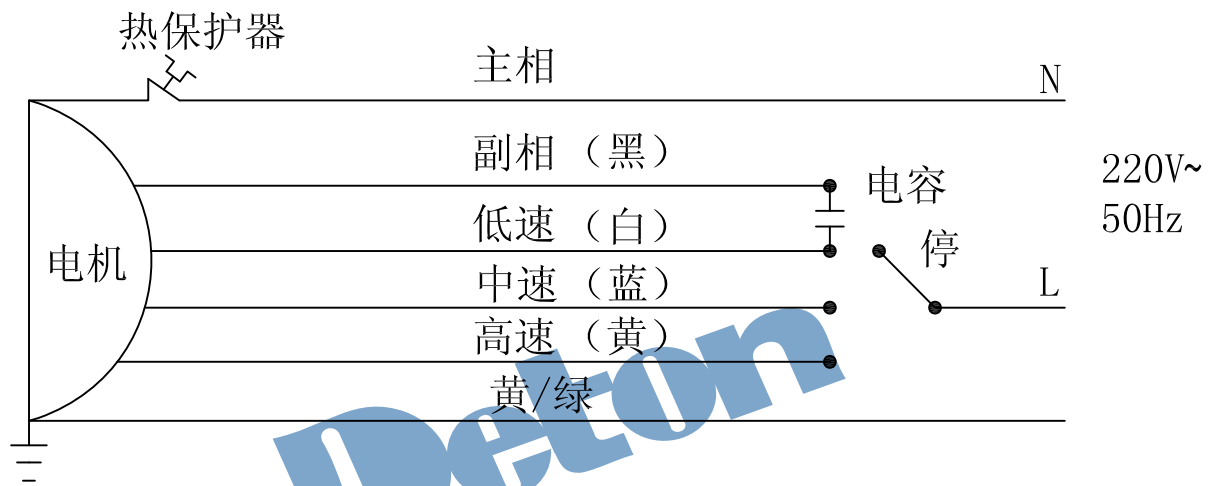 热保护器
主相
N
副相（黑）
220V~
50Hz
电容
低速（白）
停
电机
中速（蓝）
L
高速（黄）
黄/绿
Deton